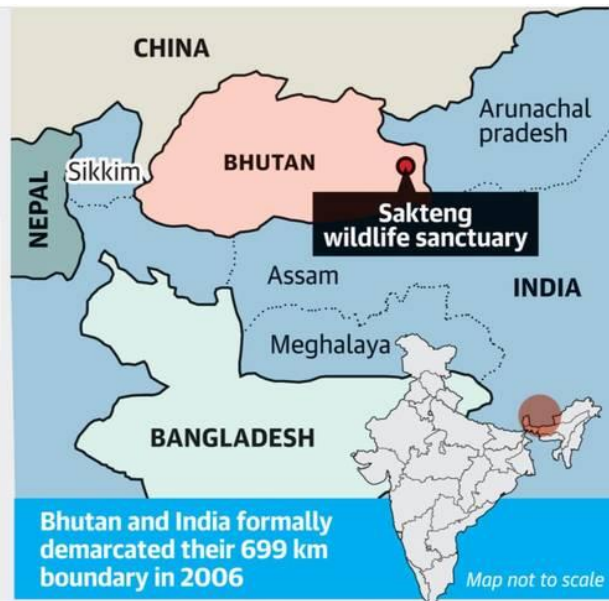 CHINA
Arunachal
pradesh
BHUTAN
Sikkim
NEPAL
Sakteng
wildlife sanctuary
Assam
INDIA
Meghalaya
BANGLADESH
Bhutan and India formally
demarcated their 699 km
boundary in 2006
Map not to scale